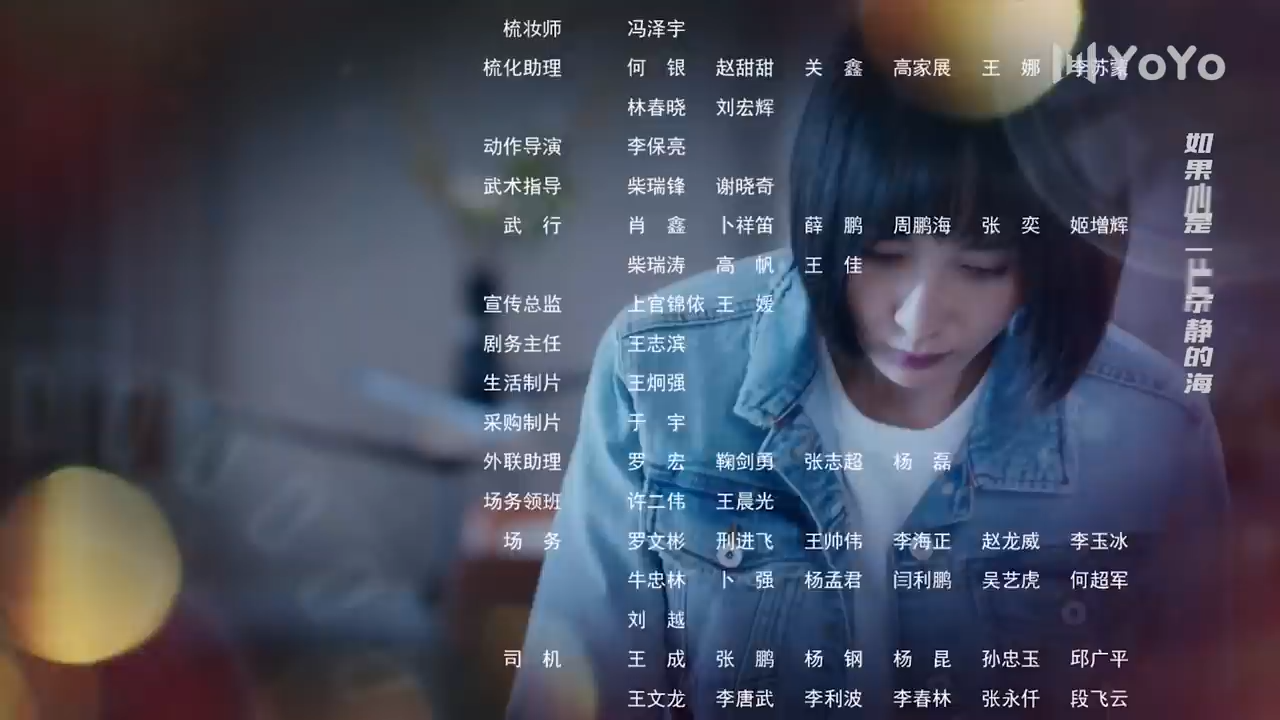 梳妆师 冯泽宇
梳化助理 何 银 赵甜甜 关 鑫 高家展 王 娜 李苏蒙
林春晓 刘宏辉
动作导演 李保亮
武术指导 柴瑞锋 谢晓奇
武 行 肖 鑫 卜祥笛 薛 鹏 周鹏海 张 奕 姬增辉
柴瑞涛 高 帆 王 佳
宣传总监 上官锦依 王 媛
剧务主任 王志滨
生活制片 王炯强
采购制片 于 宇
外联助理 罗 宏 鞠剑勇 张志超 杨 磊
场务领班 许二伟 王晨光
场 务 罗文彬 刑进飞 王帅伟 李海正 赵龙威 李玉冰
牛忠林 卜 强 杨孟君 闫利鹏 吴艺虎 何超军
刘 越
司 机 王 成 张 鹏 杨 钢 杨 昆 孙忠玉 邱广平
王文龙 李唐武 李利波 李春林 张永仟 段飞云
YoYo
如果心是一
静的海